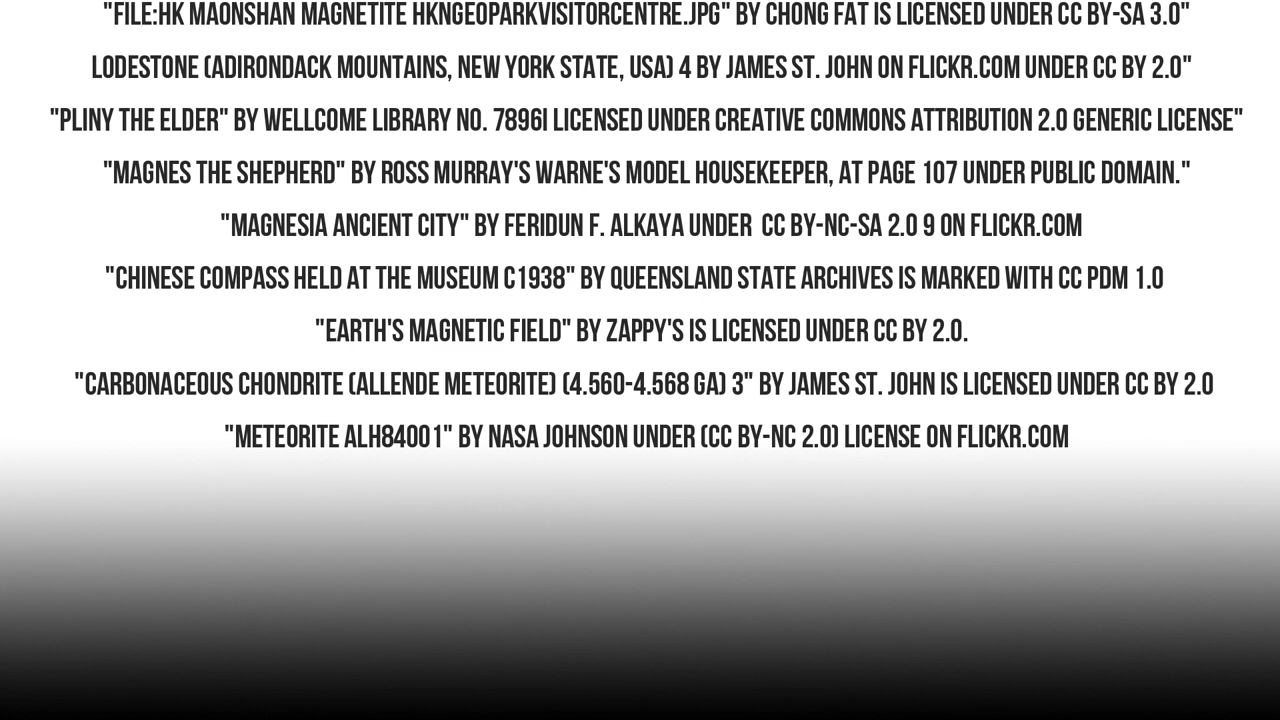 "FILE:HK MAONSHAN MAGNETITE HKNGEOPARKVISITORCENTRE.JPG" BY CHONG FAT IS LICENSED UNDER CC BY-SA 3.0"
LODESTONE (ADIRONDACK MOUNTAINS, NEW YORK STATE, USA) 4 BY JAMES ST. JOHN ON FLICKR.COM UNDER CC BY 2.0"
"PLINY THE ELDER" BY WELLCOME LIBRARY NO. 7896I LICENSED UNDER CREATIVE COMMONS ATTRIBUTION 2.0 GENERIC LICENSE"
"MAGNES THE SHEPHERD" BY ROSS MURRAY'S WARNE'S MODEL HOUSEKEEPER, AT PAGE 107 UNDER PUBLIC DOMAIN."
"MAGNESIA ANCIENT CITY" BY FERIDUN F. ALKAYA UNDER  CC BY-NC-SA 2.0 9 ON FLICKR.COM
"CHINESE COMPASS HELD AT THE MUSEUM C1938" BY QUEENSLAND STATE ARCHIVES IS MARKED WITH CC PDM 1.0
"EARTH'S MAGNETIC FIELD" BY ZAPPY'S IS LICENSED UNDER CC BY 2.0.
"CARBONACEOUS CHONDRITE (ALLENDE METEORITE) (4.560-4.568 GA) 3" BY JAMES ST. JOHN IS LICENSED UNDER CC BY 2.0
"METEORITE ALH84001" BY NASA JOHNSON UNDER (CC BY-NC 2.0) LICENSE ON FLICKR.COM